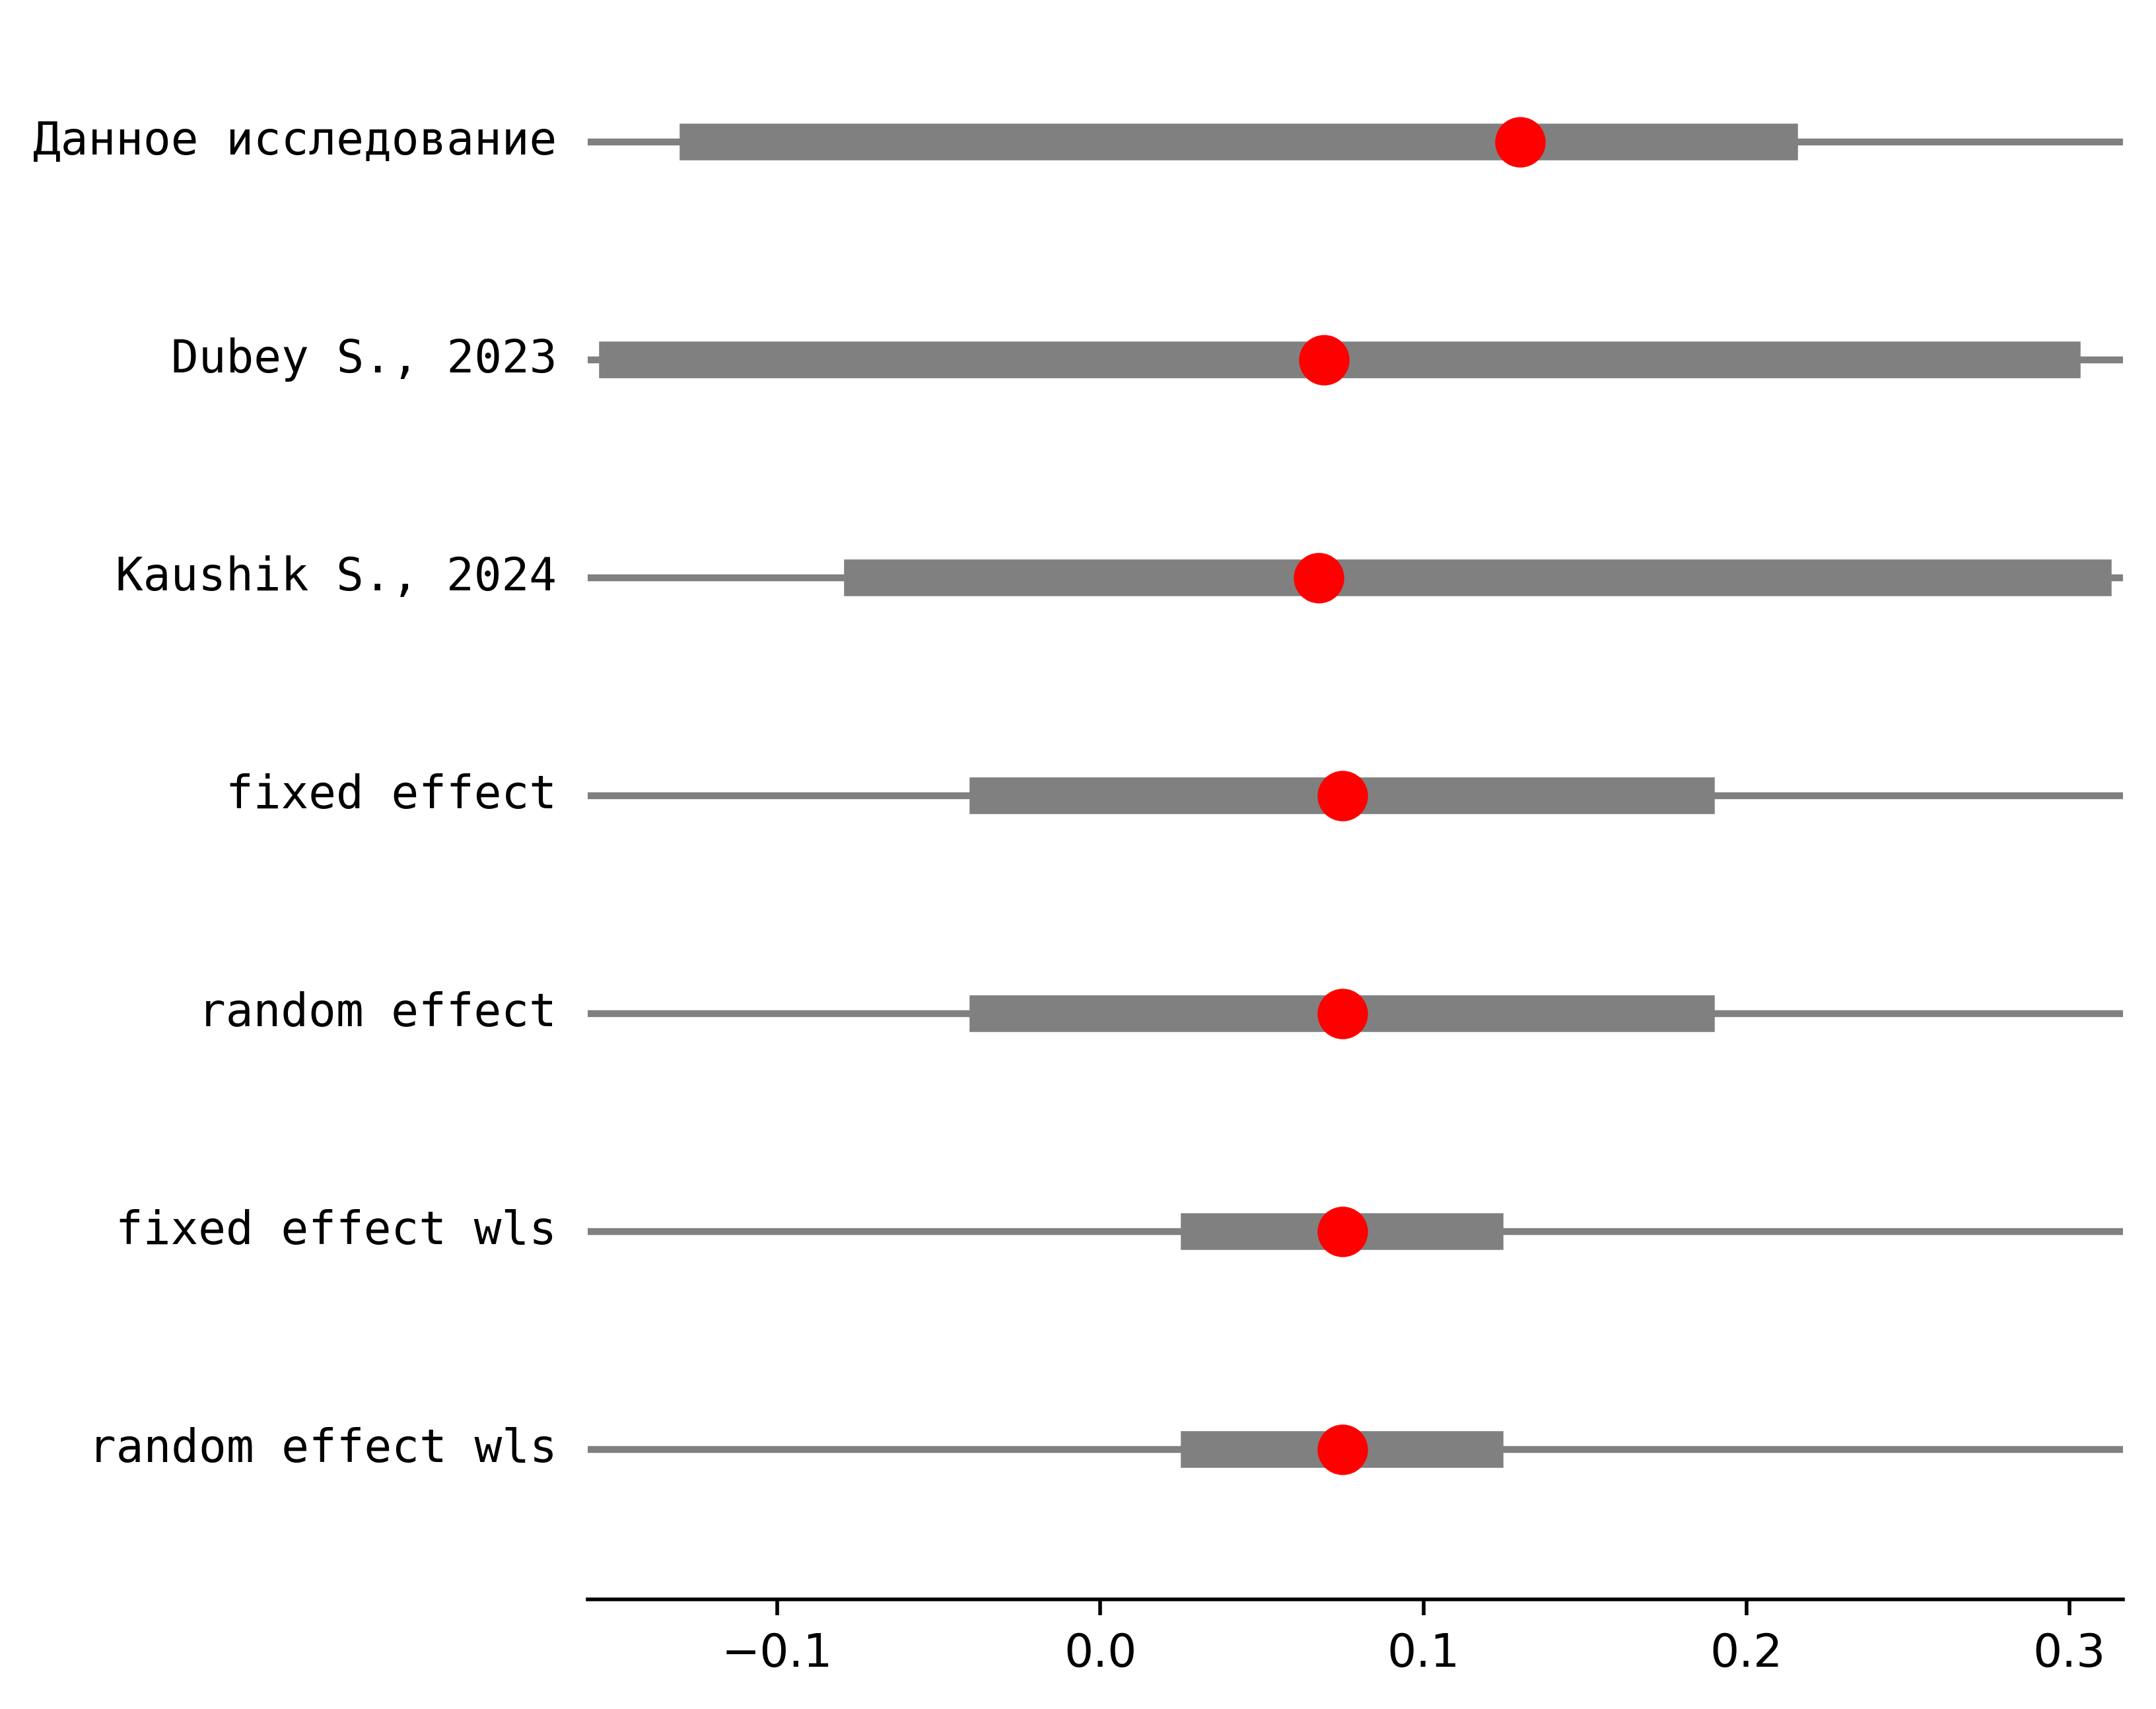 Данное исследование
Dubey S., 2023
Kaushik S., 2024
fixed effect
random effect
fixed effect wls
random effect wls
−0.1 0.0 0.1 0.2 0.3